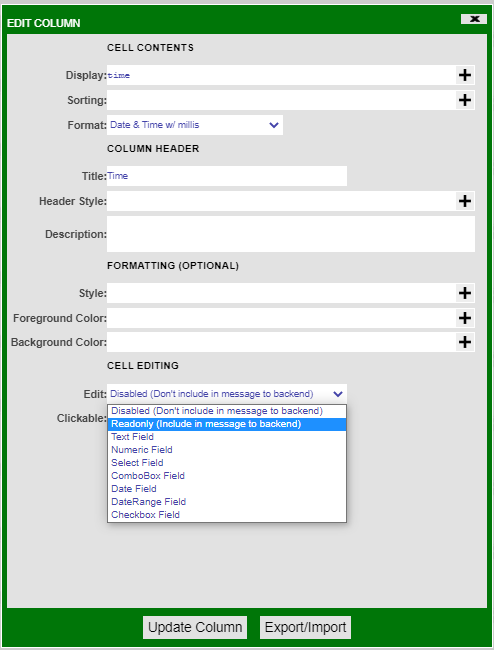 EDIT COLUMN
X
CELL CONTENTS
Display: time +
Sorting: +
Format: Date & Time w/ millis
COLUMN HEADER
Title: Time
Header Style: +
Description:
FORMATTING (OPTIONAL)
Style: +
Foreground Color: +
Background Color: +
CELL EDITING
Edit: Disabled (Don't include in message to backend)
Clickable:
Disabled (Don't include in message to backend)
Readonly (Include in message to backend)
Text Field
Numeric Field
Select Field
ComboBox Field
Date Field
DateRange Field
Checkbox Field
Update Column
Export/Import